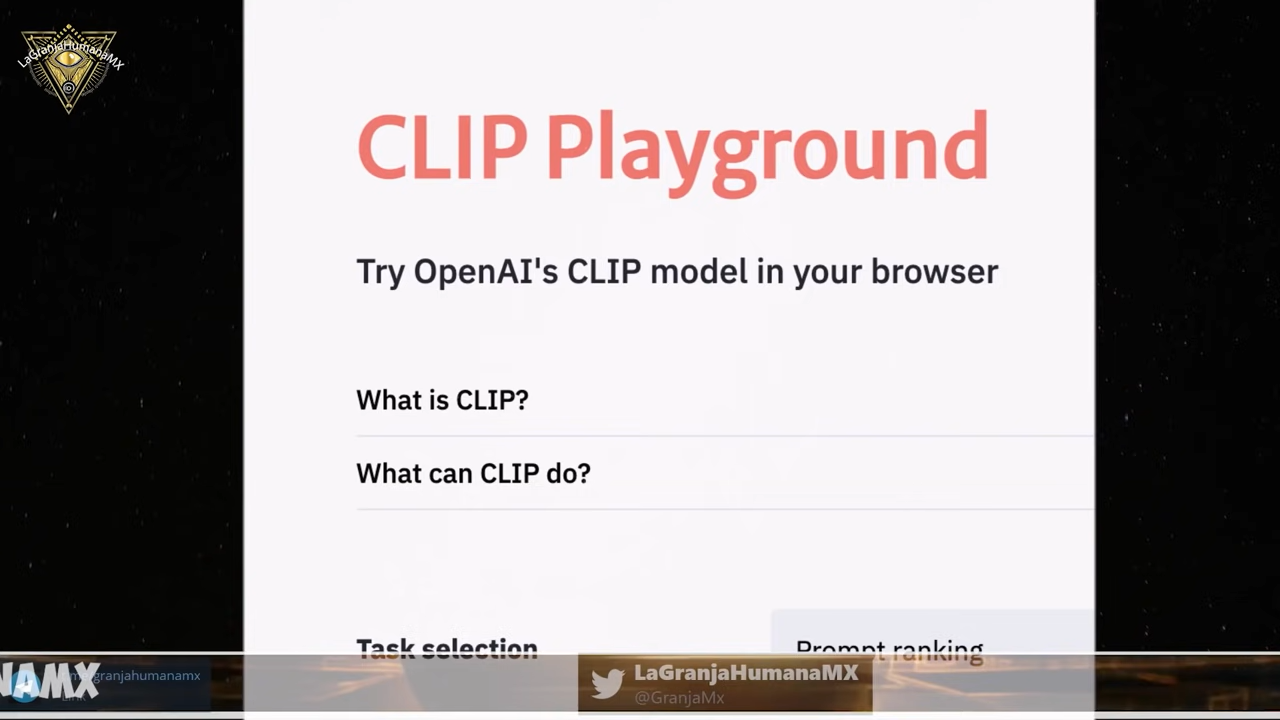 LaGranjaHumanaMX
CLIP Playground
Try OpenAI's CLIP model in your browser
What is CLIP?
What can CLIP do?
Task selection
Prompt ranking
NAMX
granjahumanamx
LaGranjaHumanaMX
@GranjaMx